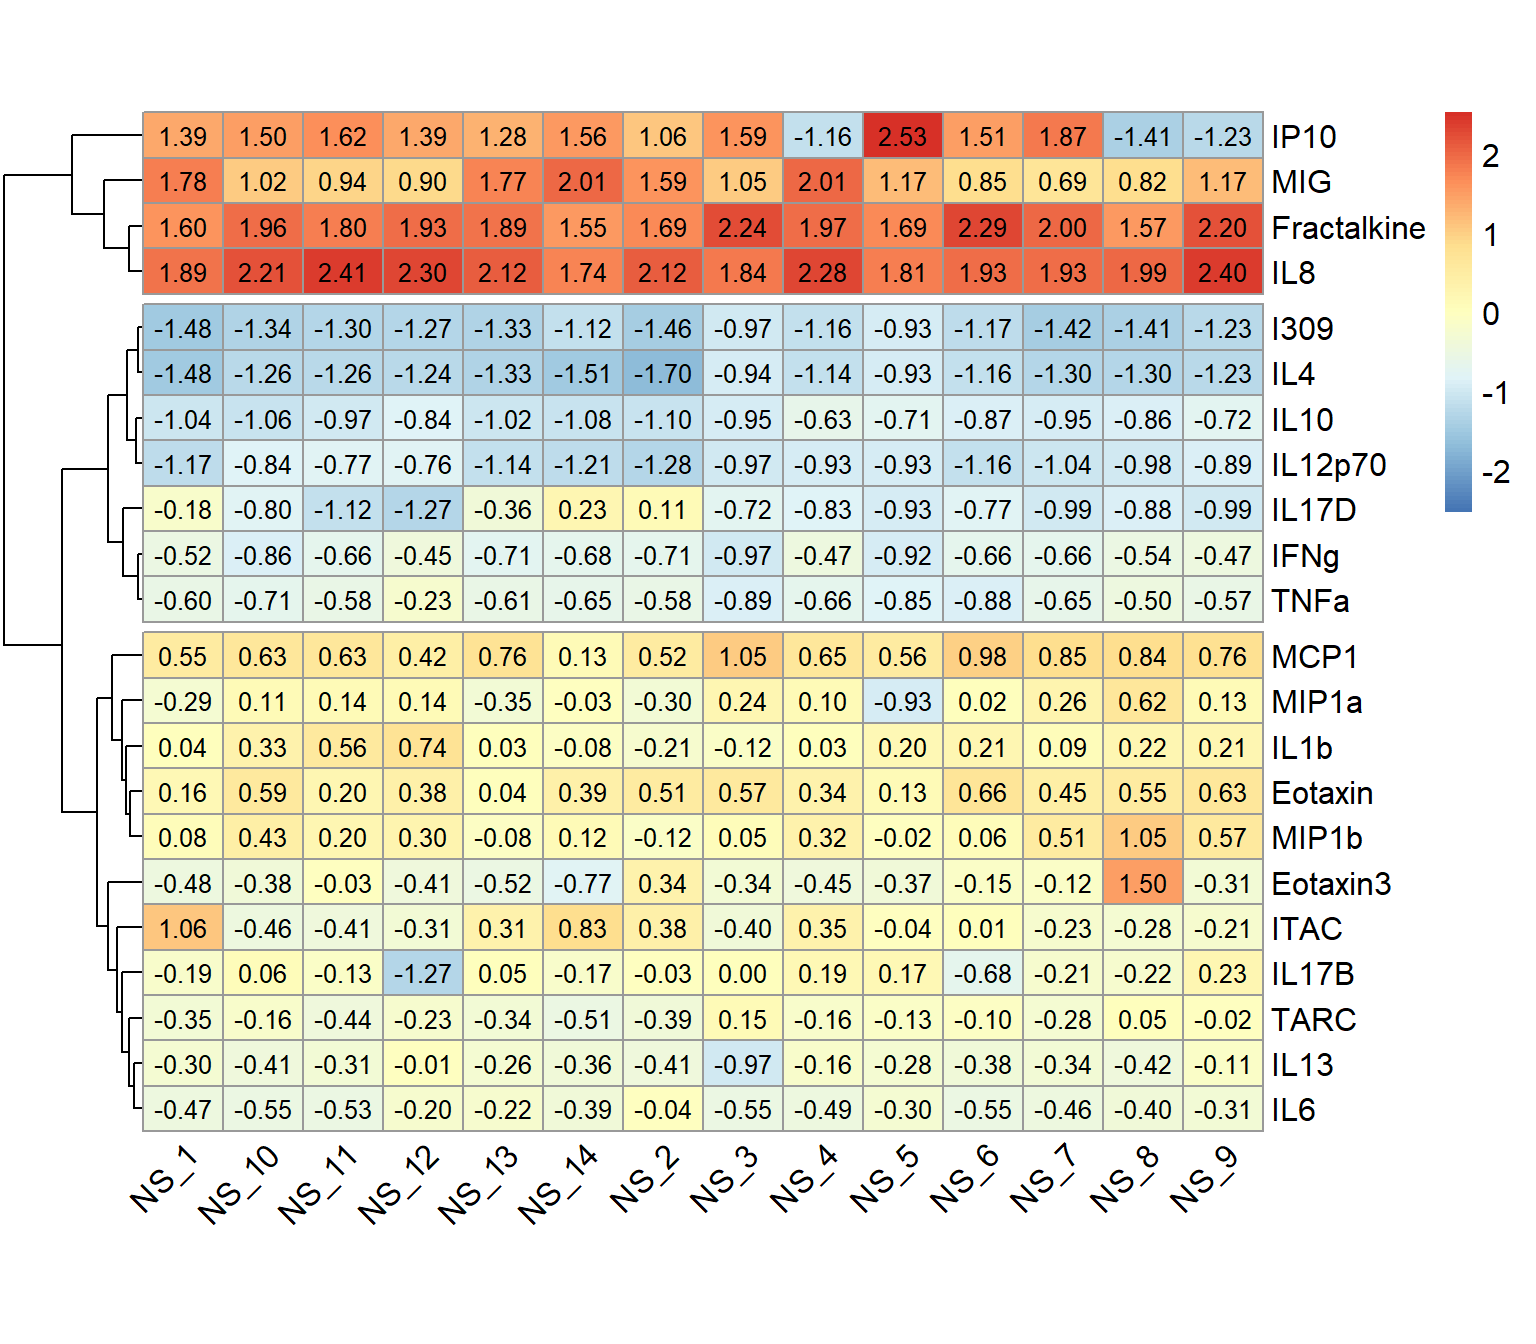 1.39 1.50 1.62 1.39 1.28 1.56 1.06 1.59 -1.16 2.53 1.51 1.87 -1.41 -1.23 IP10
1.78 1.02 0.94 0.90 1.77 2.01 1.59 1.05 2.01 1.17 0.85 0.69 0.82 1.17 MIG
1.60 1.96 1.80 1.93 1.89 1.55 1.69 2.24 1.97 1.69 2.29 2.00 1.57 2.20 Fractalkine
1.89 2.21 2.41 2.30 2.12 1.74 2.12 1.84 2.28 1.81 1.93 1.93 1.99 2.40 IL8
-1.48 -1.34 -1.30 -1.27 -1.33 -1.12 -1.46 -0.97 -1.16 -0.93 -1.17 -1.42 -1.41 -1.23 I309
-1.48 -1.26 -1.26 -1.24 -1.33 -1.51 -1.70 -0.94 -1.14 -0.93 -1.16 -1.30 -1.30 -1.23 IL4
-1.04 -1.06 -0.97 -0.84 -1.02 -1.08 -1.10 -0.95 -0.63 -0.71 -0.87 -0.95 -0.86 -0.72 IL10
-1.17 -0.84 -0.77 -0.76 -1.14 -1.21 -1.28 -0.97 -0.93 -0.93 -1.16 -1.04 -0.98 -0.89 IL12p70
-0.18 -0.80 -1.12 -1.27 -0.36 0.23 0.11 -0.72 -0.83 -0.93 -0.77 -0.99 -0.88 -0.99 IL17D
-0.52 -0.86 -0.66 -0.45 -0.71 -0.68 -0.71 -0.97 -0.47 -0.92 -0.66 -0.66 -0.54 -0.47 IFNg
-0.60 -0.71 -0.58 -0.23 -0.61 -0.65 -0.58 -0.89 -0.66 -0.85 -0.88 -0.65 -0.50 -0.57 TNFa
0.55 0.63 0.63 0.42 0.76 0.13 0.52 1.05 0.65 0.56 0.98 0.85 0.84 0.76 MCP1
-0.29 0.11 0.14 0.14 -0.35 -0.03 -0.30 0.24 0.10 -0.93 0.02 0.26 0.62 0.13 MIP1a
0.04 0.33 0.56 0.74 0.03 -0.08 -0.21 -0.12 0.03 0.20 0.21 0.09 0.22 0.21 IL1b
0.16 0.59 0.20 0.38 0.04 0.39 0.51 0.57 0.34 0.13 0.66 0.45 0.55 0.63 Eotaxin
0.08 0.43 0.20 0.30 -0.08 0.12 -0.12 0.05 0.32 -0.02 0.06 0.51 1.05 0.57 MIP1b
-0.48 -0.38 -0.03 -0.41 -0.52 -0.77 0.34 -0.34 -0.45 -0.37 -0.15 -0.12 1.50 -0.31 Eotaxin3
1.06 -0.46 -0.41 -0.31 0.31 0.83 0.38 -0.40 0.35 -0.04 0.01 -0.23 -0.28 -0.21 ITAC
-0.19 0.06 -0.13 -1.27 0.05 -0.17 -0.03 0.00 0.19 0.17 -0.68 -0.21 -0.22 0.23 IL17B
-0.35 -0.16 -0.44 -0.23 -0.34 -0.51 -0.39 0.15 -0.16 -0.13 -0.10 -0.28 0.05 -0.02 TARC
-0.30 -0.41 -0.31 -0.01 -0.26 -0.36 -0.41 -0.97 -0.16 -0.28 -0.38 -0.34 -0.42 -0.11 IL13
-0.47 -0.55 -0.53 -0.20 -0.22 -0.39 -0.04 -0.55 -0.49 -0.30 -0.55 -0.46 -0.40 -0.31 IL6
NS_1 NS_10 NS_11 NS_12 NS_13 NS_14 NS_2 NS_3 NS_4 NS_5 NS_6 NS_7 NS_8 NS_9
2
1
0
-1
-2